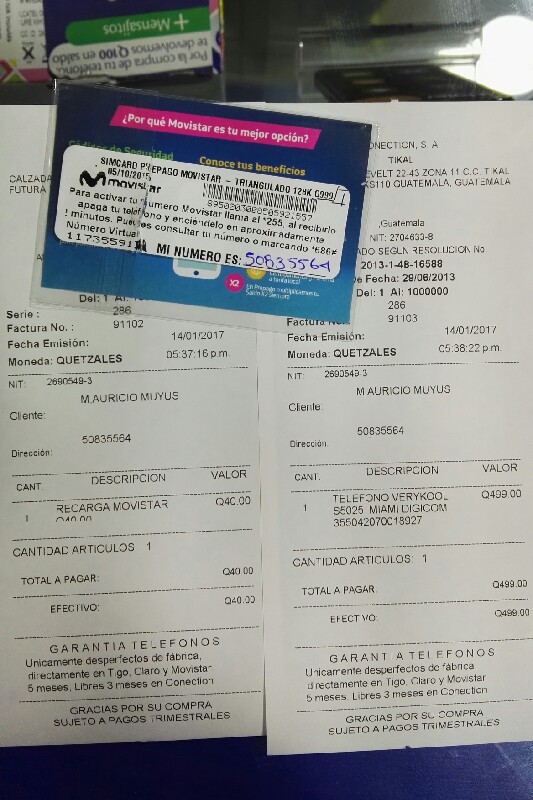 + Mensajitos
Por la compra
de tu teléfono,
te devolvemos
en saldo Q100
¿Por qué Movistar es tu mejor opción?
Códigos de Seguridad
Conoce tus beneficios
SIMCARD PREPAGO MOVISTAR - TRIANGULADO 128K
05/10/2015
movistar
Para activar tu número Movistar llama al *255, al recibirlo
apaga tu teléfono y enciéndelo en aproximadamente
minutos. Puedes consultar tu número o marcando *686#
Número Virtual
MI NUMERO ES: 50835564
X2
CALZADA
FUTURA
Del: 1 Al:
Serie : 286
Factura No. : 91102
Fecha Emisión: 14/01/2017
Moneda: QUETZALES 05:37:16 p.m.
NIT: 2690549-3
MAURICIO MUYUS
Cliente:
50835564
Dirección:
CANT. DESCRIPCION VALOR
1 RECARGA MOVISTAR Q40.00
Q40.00
CANTIDAD ARTICULOS 1
TOTAL A PAGAR: Q40.00
EFECTIVO: Q40.00
GARANTIA TELEFONOS
Unicamente desperfectos de fábrica,
directamente en Tigo, Claro y Movistar
5 meses, Libres 3 meses en Conection
GRACIAS POR SU COMPRA
SUJETO A PAGOS TRIMESTRALES
CONECTION, S. A
TIKAL
EVELT 22-43 ZONA 11 C.C. TIKAL
GUATEMALA, GUATEMALA
,Guatemala
NIT: 2704633-8
SEGUN RESOLUCION No.
2013-1-48-16588
De Fecha: 29/06/2013
Del: 1 Al: 1000000
286
91103
Fecha Emisión: 14/01/2017
Moneda: QUETZALES 05:38:22 p.m.
NIT: 2690549-3
MAURICIO MUYUS
Cliente:
50835564
Dirección:
CANT. DESCRIPCION VALOR
1 TELEFONO VERYKOOL Q499.00
S5025 MIAMI DIGICOM
355042070018927
CANTIDAD ARTICULOS: 1
TOTAL A PAGAR: Q499.00
EFECTIVO: Q499.00
GARANTIA TELEFONOS
Unicamente desperfectos de fábrica,
directamente en Tigo, Claro y Movistar
5 meses, Libres 3 meses en Conection
GRACIAS POR SU COMPRA
SUJETO A PAGOS TRIMESTRALES